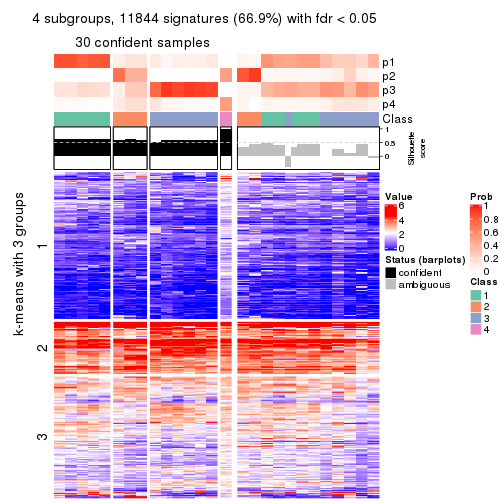 4 subgroups, 11844 signatures (66.9%) with fdr < 0.05
30 confident samples
p1
p2
p3
p4
Class
1
0.5
0
Silhouette
score
k-means with 3 groups
1
2
3
Value
6
4
2
0
Status (barplots)
confident
ambiguous
Prob
1
0.8
0.6
0.4
0.2
0
Class
1
2
3
4